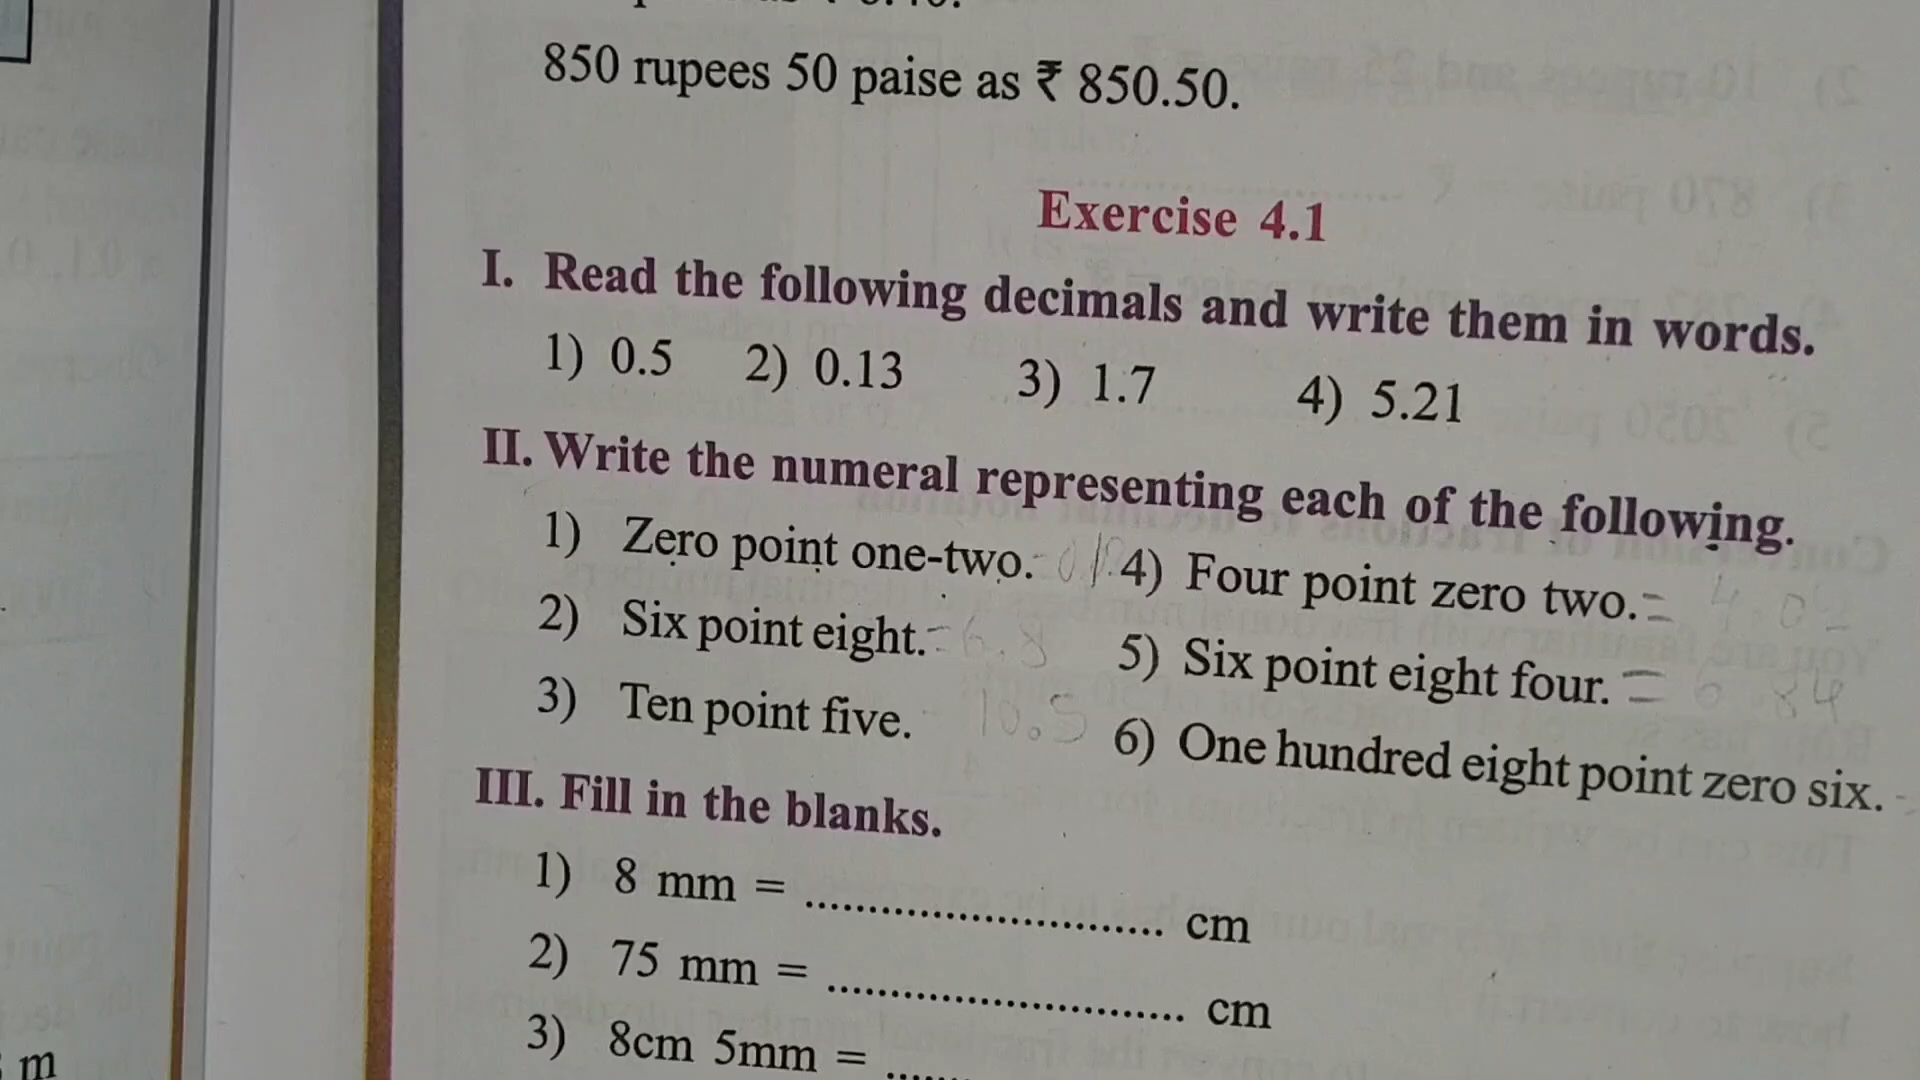 850 rupees 50 paise as ₹ 850.50.
Exercise 4.1
I. Read the following decimals and write them in words.
1) 0.5 2) 0.13 3) 1.7 4) 5.21
II. Write the numeral representing each of the following.
1) Zero point one-two. 4) Four point zero two. = 4.02
2) Six point eight. = 6.8 5) Six point eight four. = 6.84
3) Ten point five. 10.5 6) One hundred eight point zero six.
III. Fill in the blanks.
1) 8 mm = .............................. cm
2) 75 mm = .............................. cm
3) 8cm 5mm = ......
m